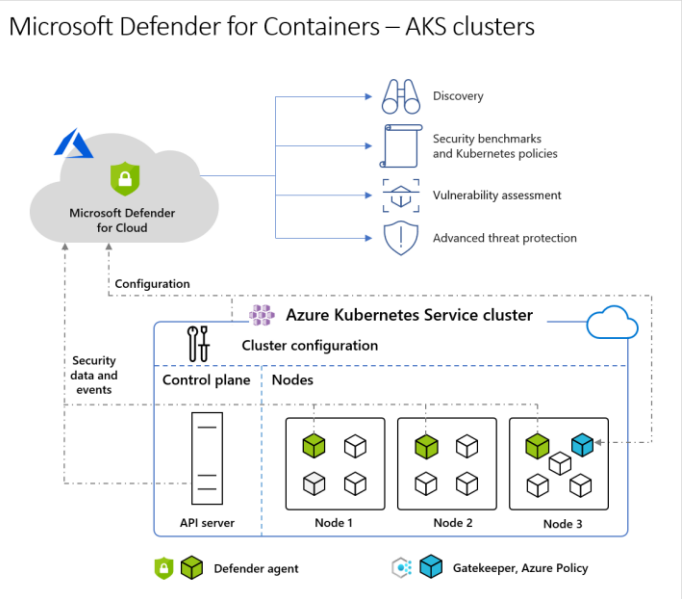 Microsoft Defender for Containers – AKS clusters
Discovery
Security benchmarks
and Kubernetes policies
Vulnerability assessment
Advanced threat protection
Microsoft Defender
for Cloud
Configuration
Azure Kubernetes Service cluster
Cluster configuration
Security
data and
events
Control plane
Nodes
API server
Node 1
Node 2
Node 3
Defender agent
Gatekeeper, Azure Policy